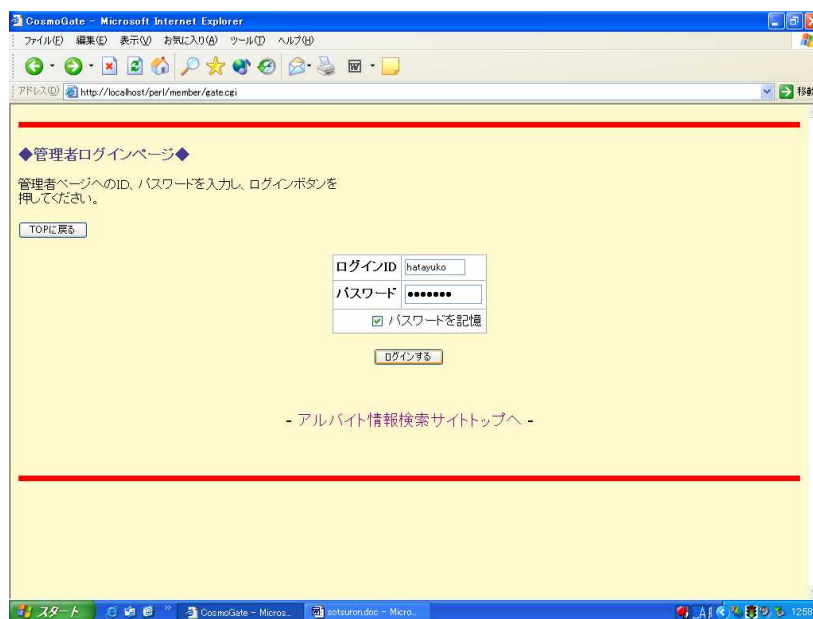 CosmoGate - Microsoft Internet Explorer
ファイル(F) 編集(E) 表示(V) お気に入り(A) ツール(T) ヘルプ(H)
アドレス(D) http://localhost/perl/member/gate.cgi 移動
◆管理者ログインページ◆
管理者ページへのID、パスワードを入力し、ログインボタンを
押してください。
TOPに戻る
ログインID hatayuko
パスワード ●●●●●●●
パスワードを記憶
ログインする
- アルバイト情報検索サイトトップへ -
スタート CosmoGate - Micros... sotsuron.doc - Micro... 12:58